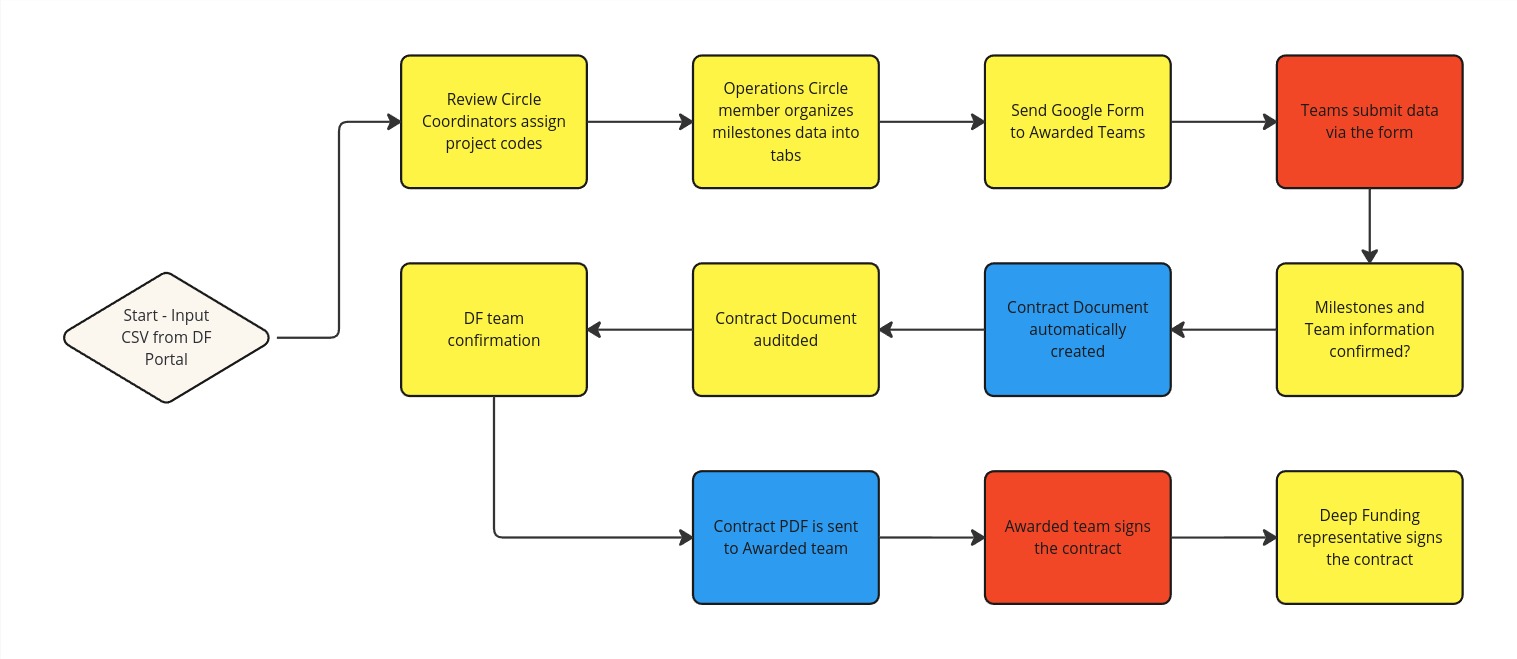 Review Circle
Coordinators assign
project codes
Operations Circle
member organizes
milestones data into
tabs
Send Google Form
to Awarded Teams
Teams submit data
via the form
Start - Input
CSV from DF
Portal
DF team
confirmation
Contract Document
auditded
Contract Document
automatically
created
Milestones and
Team information
confirmed?
Contract PDF is sent
to Awarded team
Awarded team signs
the contract
Deep Funding
representative signs
the contract